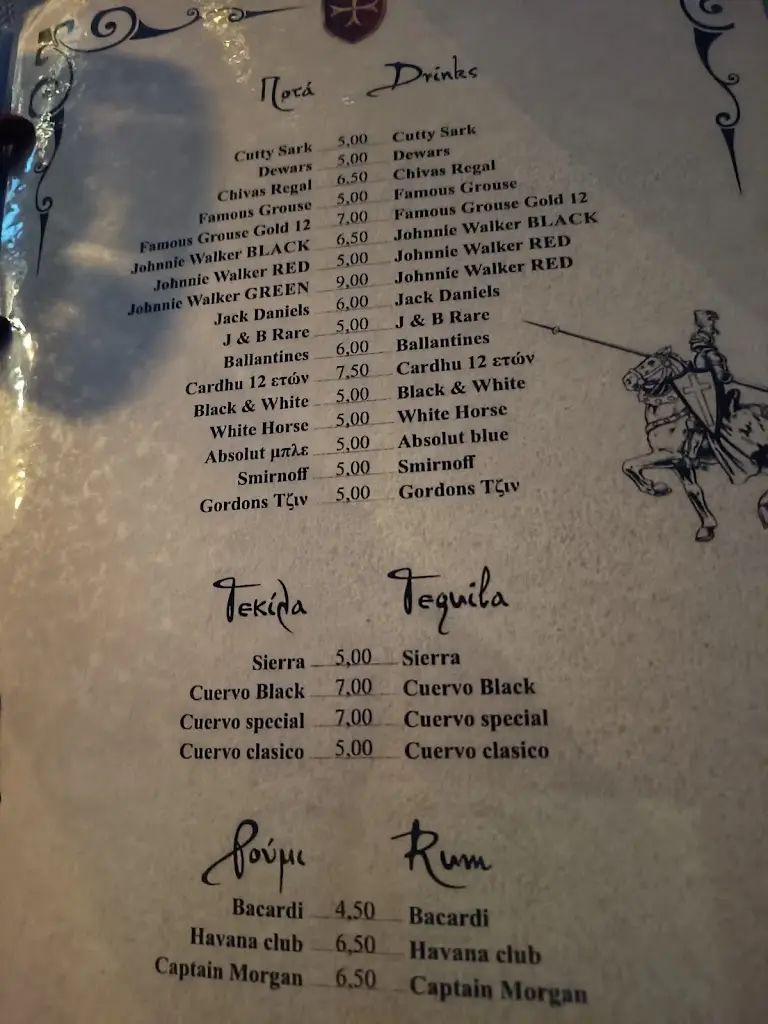 Ποτά Drinks
Cutty Sark 5,00 Cutty Sark
Dewars 5,00 Dewars
Chivas Regal 6,50 Chivas Regal
Famous Grouse 5,00 Famous Grouse
Famous Grouse Gold 12 7,00 Famous Grouse Gold 12
Johnnie Walker BLACK 6,50 Johnnie Walker BLACK
Johnnie Walker RED 5,00 Johnnie Walker RED
Johnnie Walker GREEN 9,00 Johnnie Walker RED
Jack Daniels 6,00 Jack Daniels
J & B Rare 5,00 J & B Rare
Ballantines 6,00 Ballantines
Cardhu 12 ετών 7,50 Cardhu 12 ετών
Black & White 5,00 Black & White
White Horse 5,00 White Horse
Absolut μπλε 5,00 Absolut blue
Smirnoff 5,00 Smirnoff
Gordons Τζιν 5,00 Gordons Τζιν
Τεκίλα Tequila
Sierra 5,00 Sierra
Cuervo Black 7,00 Cuervo Black
Cuervo special 7,00 Cuervo special
Cuervo clasico 5,00 Cuervo clasico
Ρούμι Rum
Bacardi 4,50 Bacardi
Havana club 6,50 Havana club
Captain Morgan 6,50 Captain Morgan